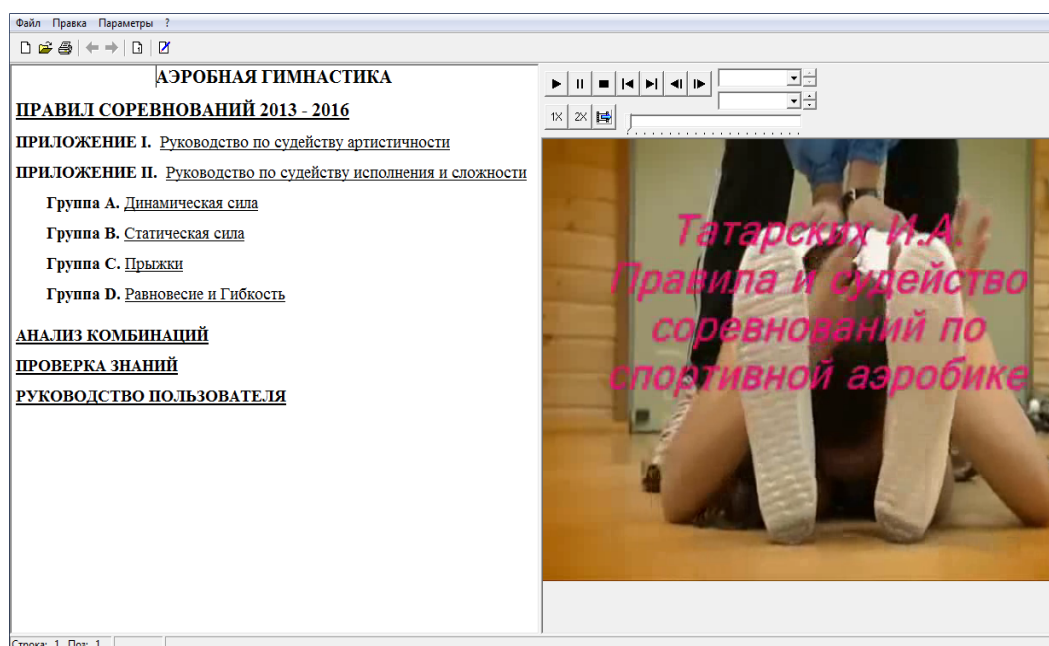 Файл Правка Параметры ?
АЭРОБНАЯ ГИМНАСТИКА
ПРАВИЛ СОРЕВНОВАНИЙ 2013 - 2016
ПРИЛОЖЕНИЕ I. Руководство по судейству артистичности
ПРИЛОЖЕНИЕ II. Руководство по судейству исполнения и сложности
Группа A. Динамическая сила
Группа B. Статическая сила
Группа C. Прыжки
Группа D. Равновесие и Гибкость
АНАЛИЗ КОМБИНАЦИЙ
ПРОВЕРКА ЗНАНИЙ
РУКОВОДСТВО ПОЛЬЗОВАТЕЛЯ
1X 2X
Татарских И.А.
Правила и судейство
соревнований по
спортивной аэробике
Строка: 1 Поз: 1